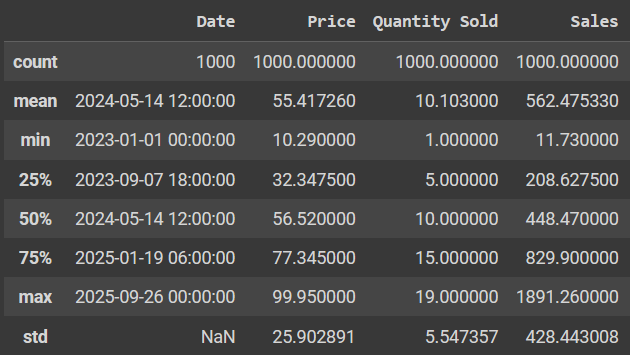 Date Price Quantity Sold Sales
count 1000 1000.000000 1000.000000 1000.000000
mean 2024-05-14 12:00:00 55.417260 10.103000 562.475330
min 2023-01-01 00:00:00 10.290000 1.000000 11.730000
25% 2023-09-07 18:00:00 32.347500 5.000000 208.627500
50% 2024-05-14 12:00:00 56.520000 10.000000 448.470000
75% 2025-01-19 06:00:00 77.345000 15.000000 829.900000
max 2025-09-26 00:00:00 99.950000 19.000000 1891.260000
std NaN 25.902891 5.547357 428.443008